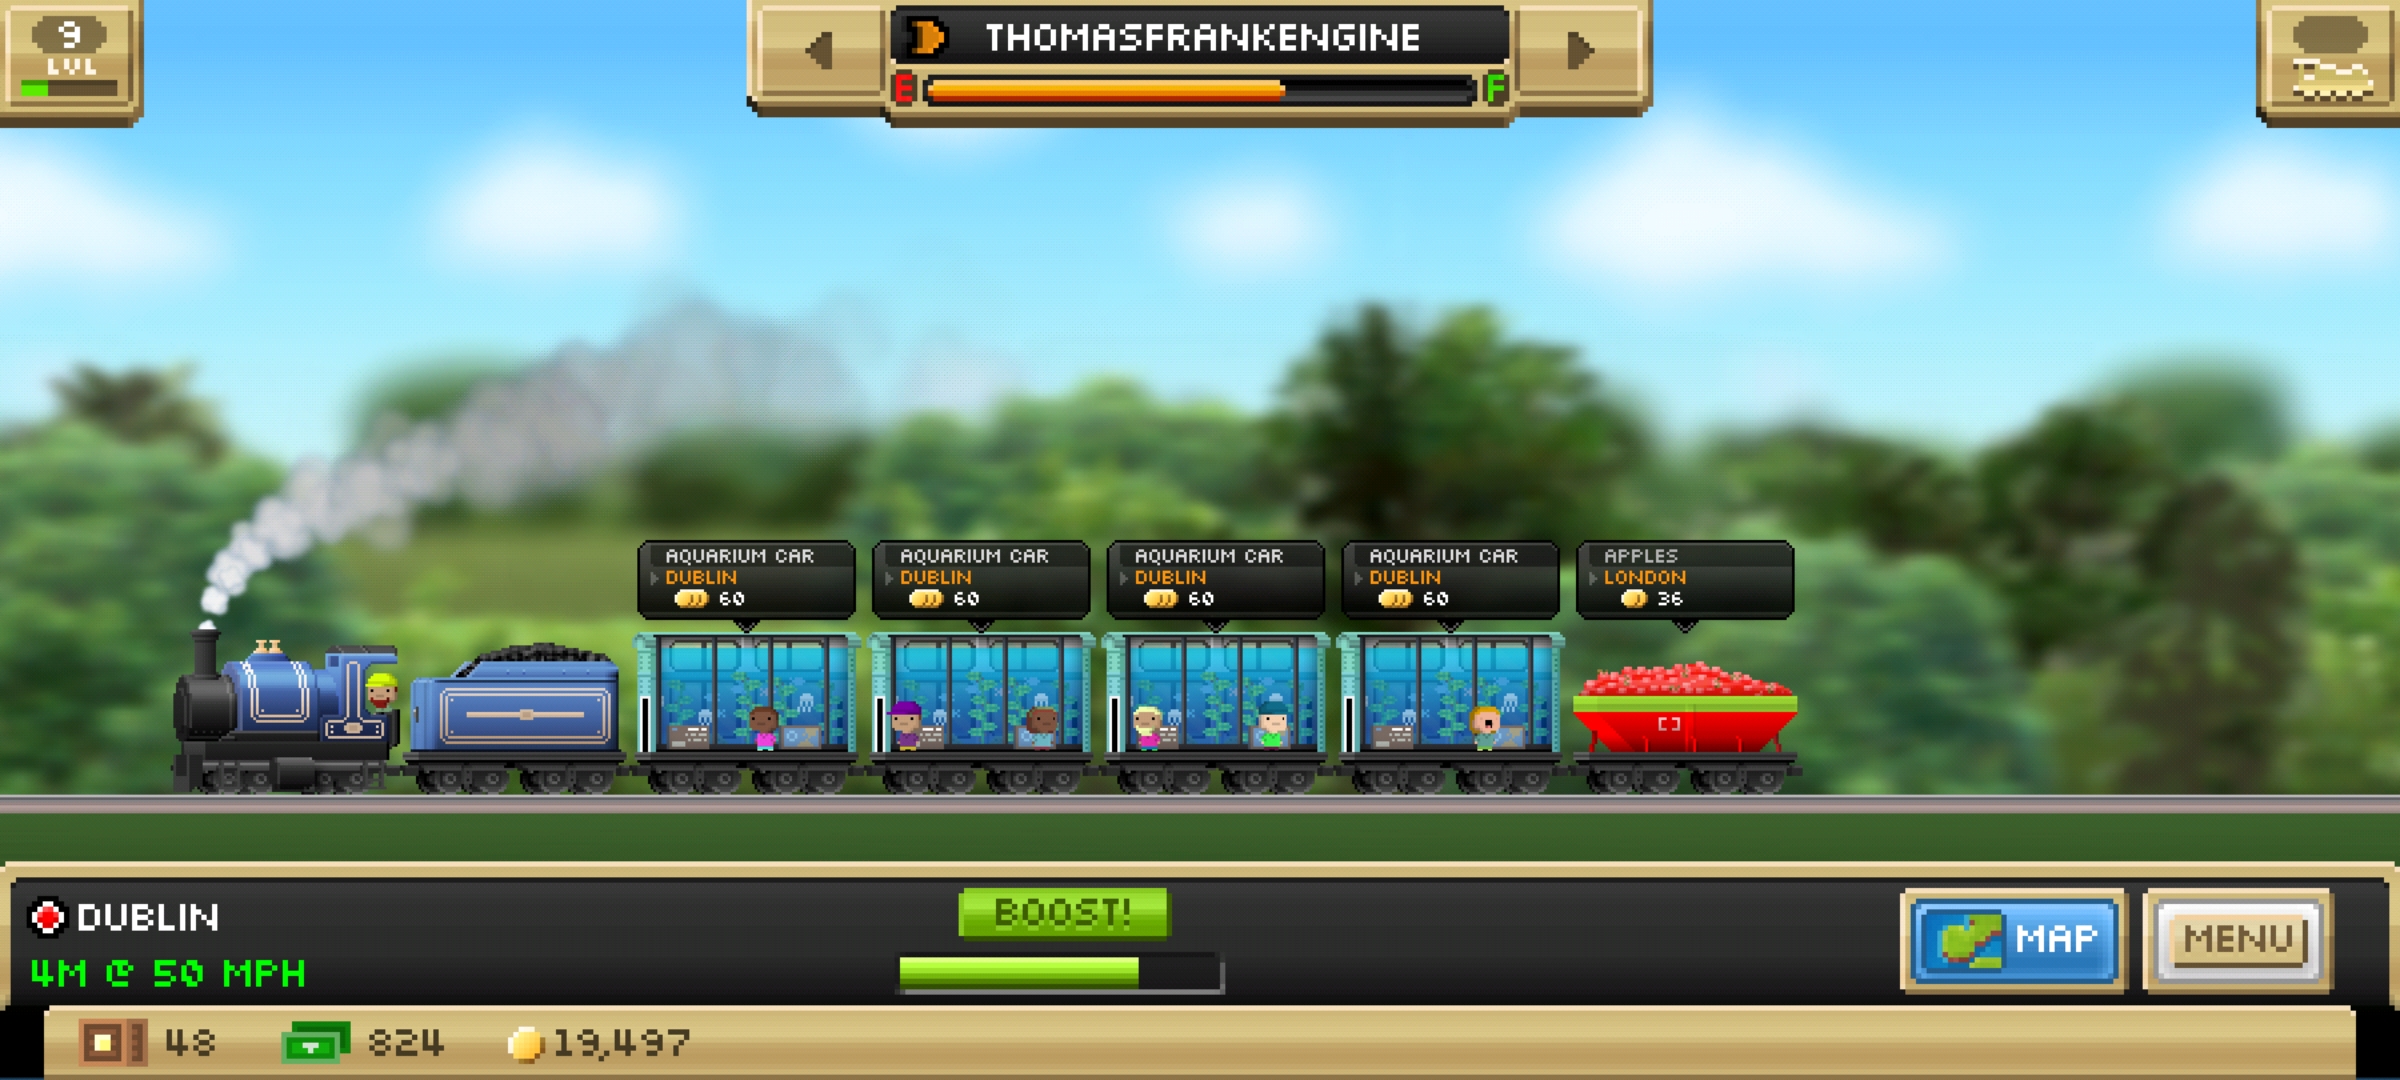 9
LVL
THOMASFRANKENGINE
E
F
AQUARIUM CAR
DUBLIN
60
AQUARIUM CAR
DUBLIN
60
AQUARIUM CAR
DUBLIN
60
AQUARIUM CAR
DUBLIN
60
APPLES
LONDON
36
DUBLIN
4M @ 50 MPH
BOOST!
MAP
MENU
48
824
19,497